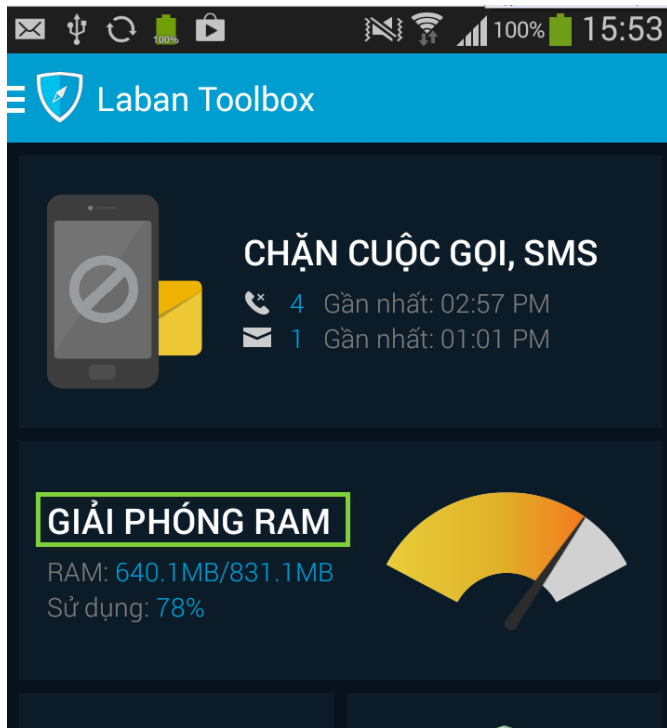 100%
100% 15:53
Laban Toolbox
CHẶN CUỘC GỌI, SMS
4 Gần nhất: 02:57 PM
1 Gần nhất: 01:01 PM
GIẢI PHÓNG RAM
RAM: 640.1MB/831.1MB
Sử dụng: 78%